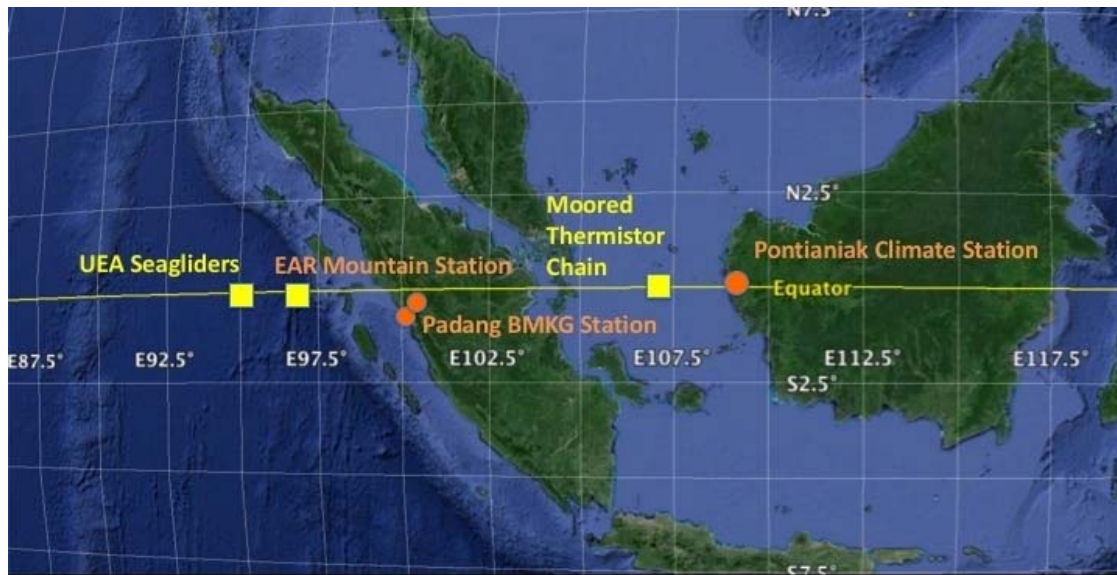 N7.5°
N2.5°
Moored
Thermistor
Chain
UEA Seagliders
EAR Mountain Station
Pontianiak Climate Station
Equator
Padang BMKG Station
E87.5°
E92.5°
E97.5°
E102.5°
E107.5°
E112.5°
E117.5°
S2.5°
S7.5°